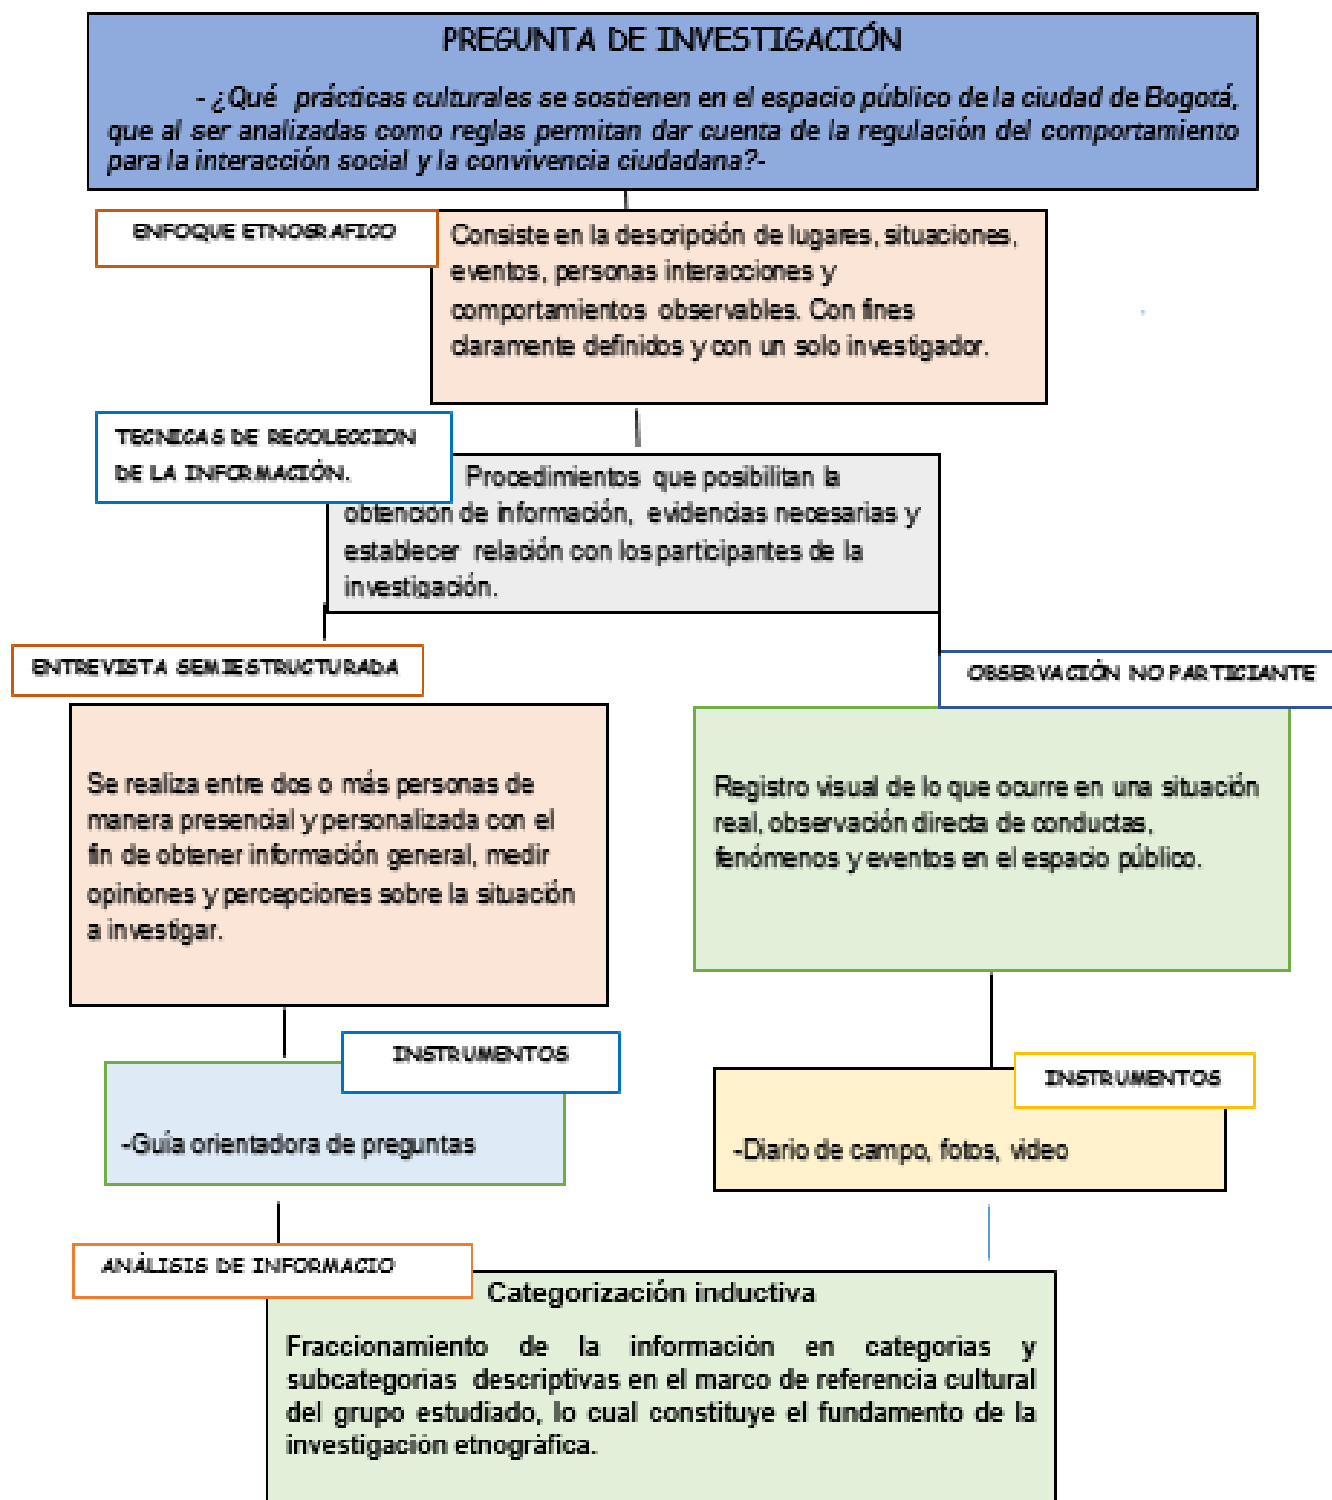 PREGUNTA DE INVESTIGACIÓN
- ¿Qué prácticas culturales se sostienen en el espacio público de la ciudad de Bogotá,
que al ser analizadas como reglas permitan dar cuenta de la regulación del comportamiento
para la interacción social y la convivencia ciudadana?-
ENFOQUE ETNOGRAFICO
Consiste en la descripción de lugares, situaciones,
eventos, personas interacciones y
comportamientos observables. Con fines
claramente definidos y con un solo investigador.
TECNICAS DE RECOLECCION
DE LA INFORMACIÓN.
Procedimientos que posibilitan la
obtención de información, evidencias necesarias y
establecer relación con los participantes de la
investigación.
ENTREVISTA SEMIESTRUCTURADA
OBSERVACIÓN NO PARTICIANTE
Se realiza entre dos o más personas de
manera presencial y personalizada con el
fin de obtener información general, medir
opiniones y percepciones sobre la situación
a investigar.
Registro visual de lo que ocurre en una situación
real, observación directa de conductas,
fenómenos y eventos en el espacio público.
INSTRUMENTOS
-Guía orientadora de preguntas
INSTRUMENTOS
-Diario de campo, fotos, video
ANÁLISIS DE INFORMACIO
Categorización inductiva
Fraccionamiento de la información en categorías y
subcategorías descriptivas en el marco de referencia cultural
del grupo estudiado, lo cual constituye el fundamento de la
investigación etnográfica.